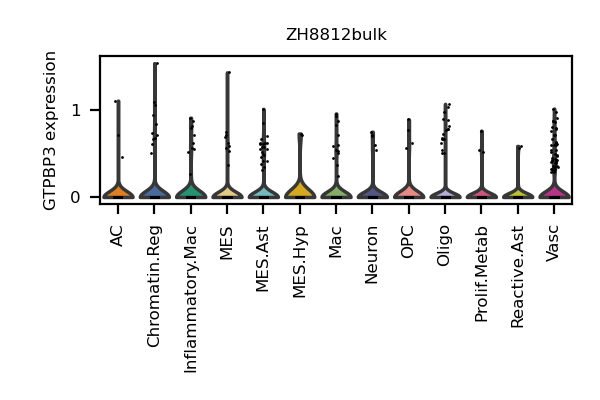 ZH8812bulk
GTPBP3 expression
1
0
AC
Chromatin.Reg
Inflammatory.Mac
MES
MES.Ast
MES.Hyp
Mac
Neuron
OPC
Oligo
Prolif.Metab
Reactive.Ast
Vasc